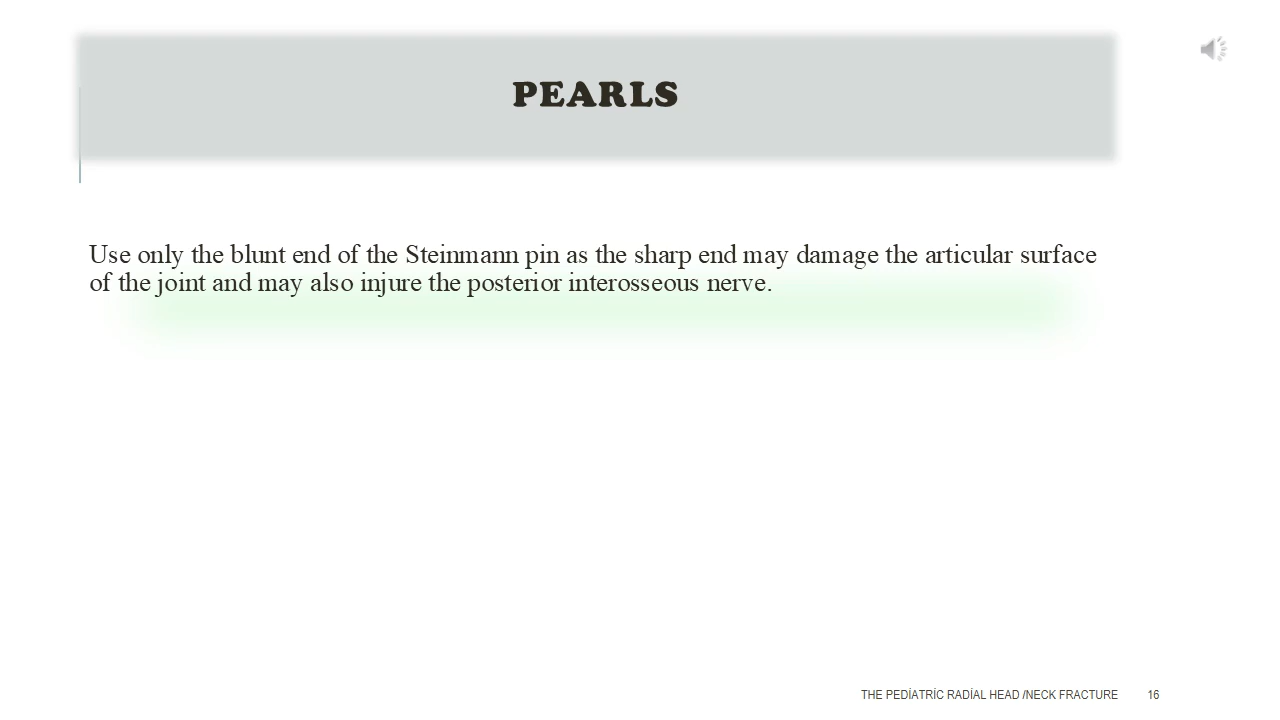 PEARLS
Use only the blunt end of the Steinmann pin as the sharp end may damage the articular surface
of the joint and may also injure the posterior interosseous nerve.
THE PEDİATRİC RADİAL HEAD /NECK FRACTURE 16